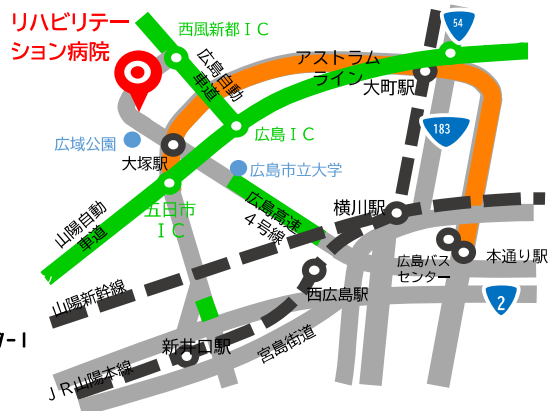 リハビリテー
ション病院
西風新都ＩＣ
54
広島自動
車道
アストラム
ライン
大町駅
183
広域公園
大塚駅
広島ＩＣ
広島市立大学
五日市
ＩＣ
広島高速
４号線
横川駅
山陽自動
車道
広島バス
センター
本通り駅
山陽新幹線
西広島駅
2
新井口駅
宮島街道
ＪＲ山陽本線